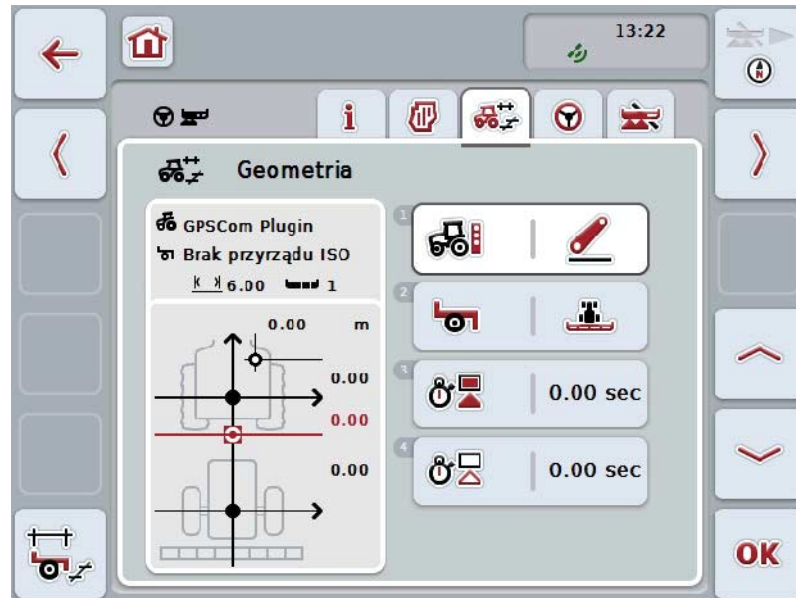 13:22
N
i
Geometria
GPSCom Plugin
Brak przyrządu ISO
6.00 1
0.00 m
0.00
0.00
0.00
1
2
3
0.00 sec
4
0.00 sec
OK